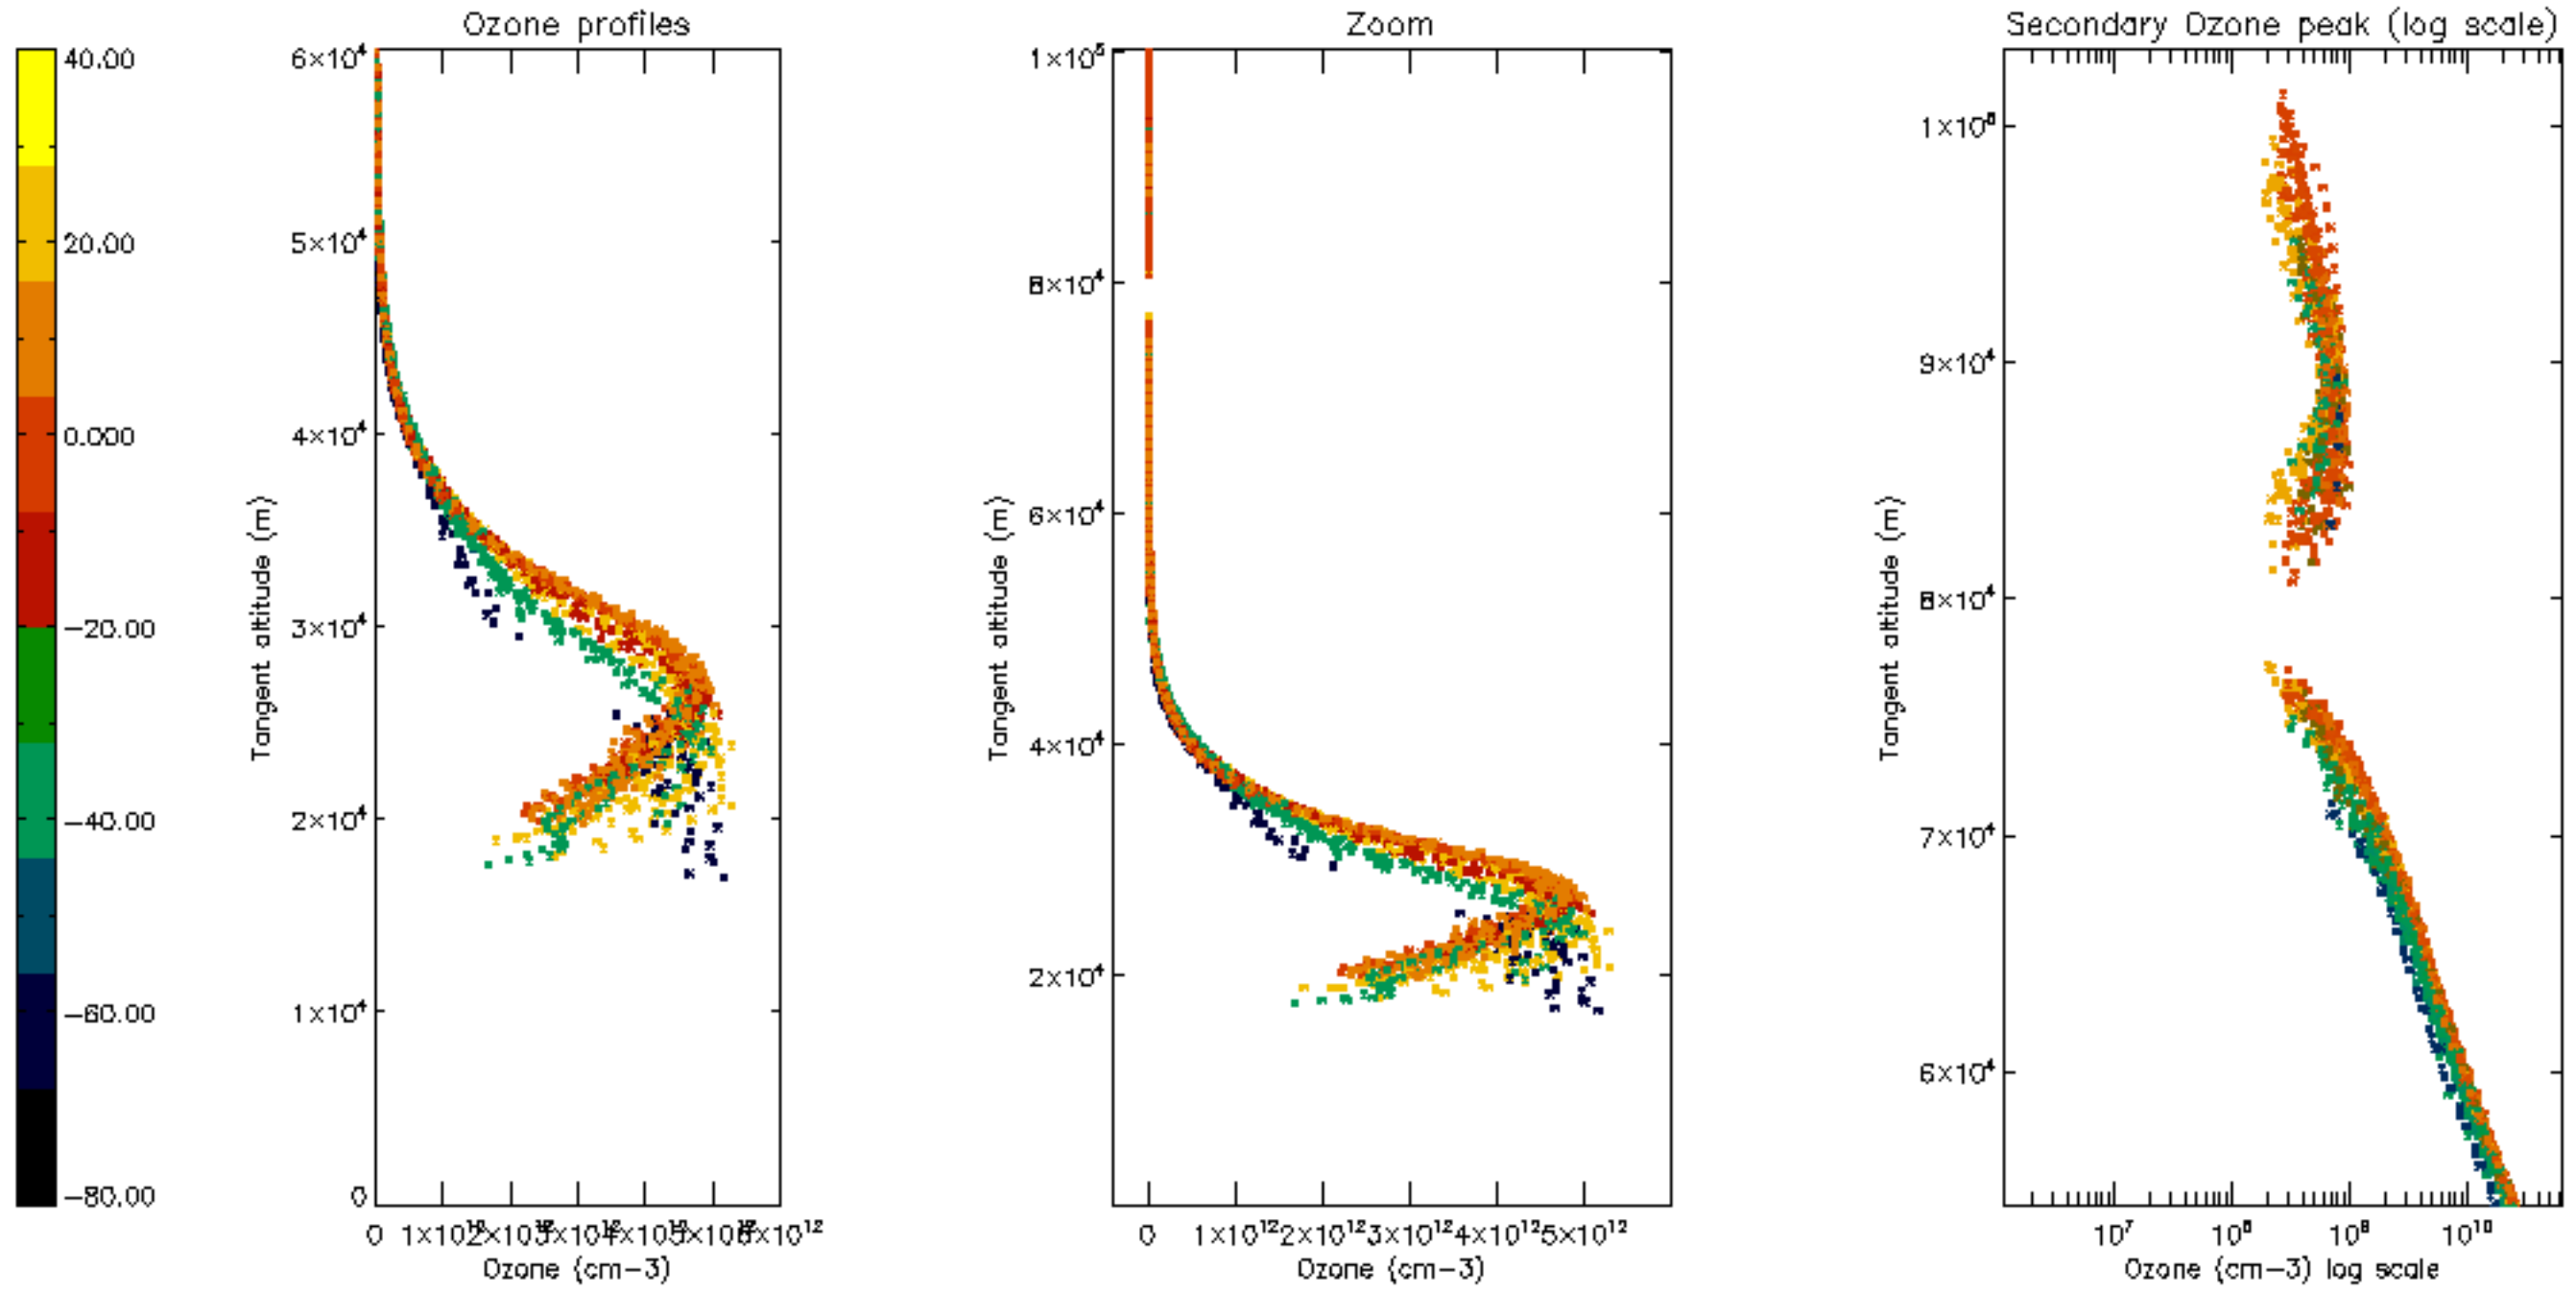 Ozone profiles
Zoom
Secondary Ozone peak (log scale)
40.00
20.00
0.000
−20.00
−40.00
−60.00
−80.00
6×10⁴
5×10⁴
4×10⁴
3×10⁴
2×10⁴
1×10⁴
0
Tangent altitude (m)
0
Ozone (cm−3)
1×10⁵
8×10⁴
6×10⁴
4×10⁴
2×10⁴
Tangent altitude (m)
0 1×10¹² 2×10¹² 3×10¹² 4×10¹² 5×10¹²
Ozone (cm−3)
1×10⁵
9×10⁴
8×10⁴
7×10⁴
6×10⁴
Tangent altitude (m)
10⁷ 10⁸ 10⁹ 10¹⁰
Ozone (cm−3) log scale